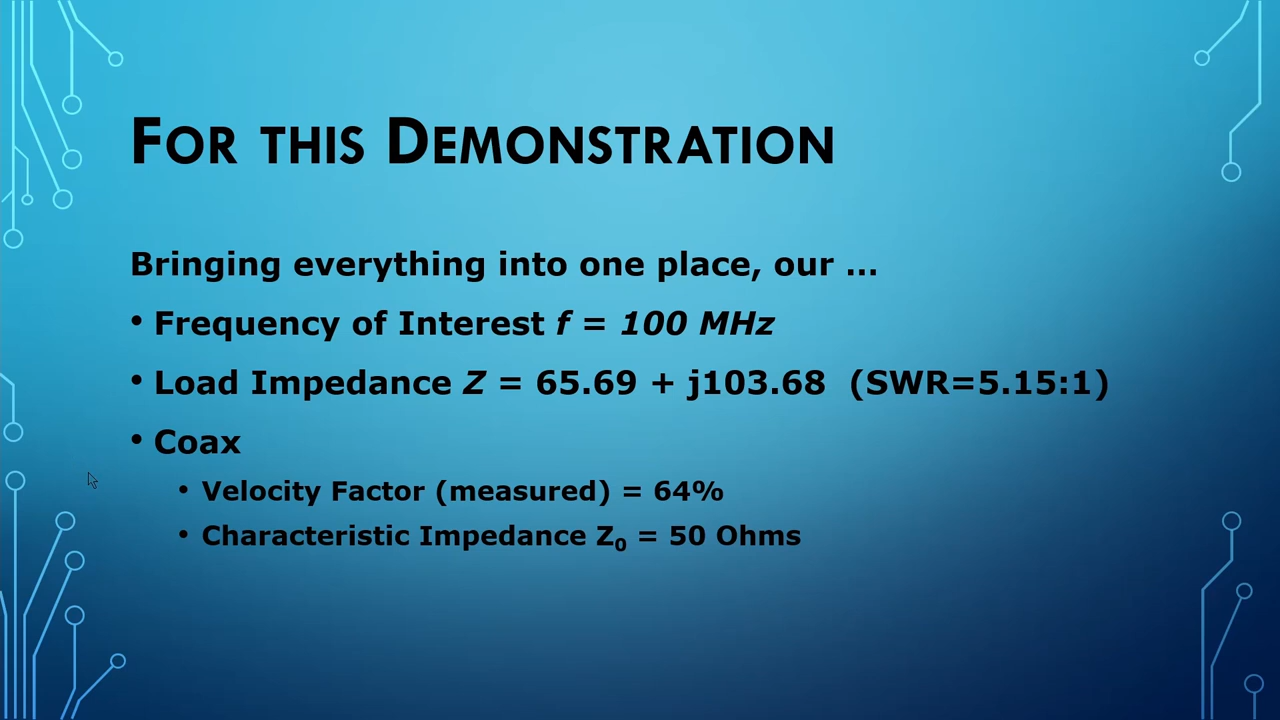 For this Demonstration
Bringing everything into one place, our …
• Frequency of Interest f = 100 MHz
• Load Impedance Z = 65.69 + j103.68 (SWR=5.15:1)
• Coax
• Velocity Factor (measured) = 64%
• Characteristic Impedance Z₀ = 50 Ohms